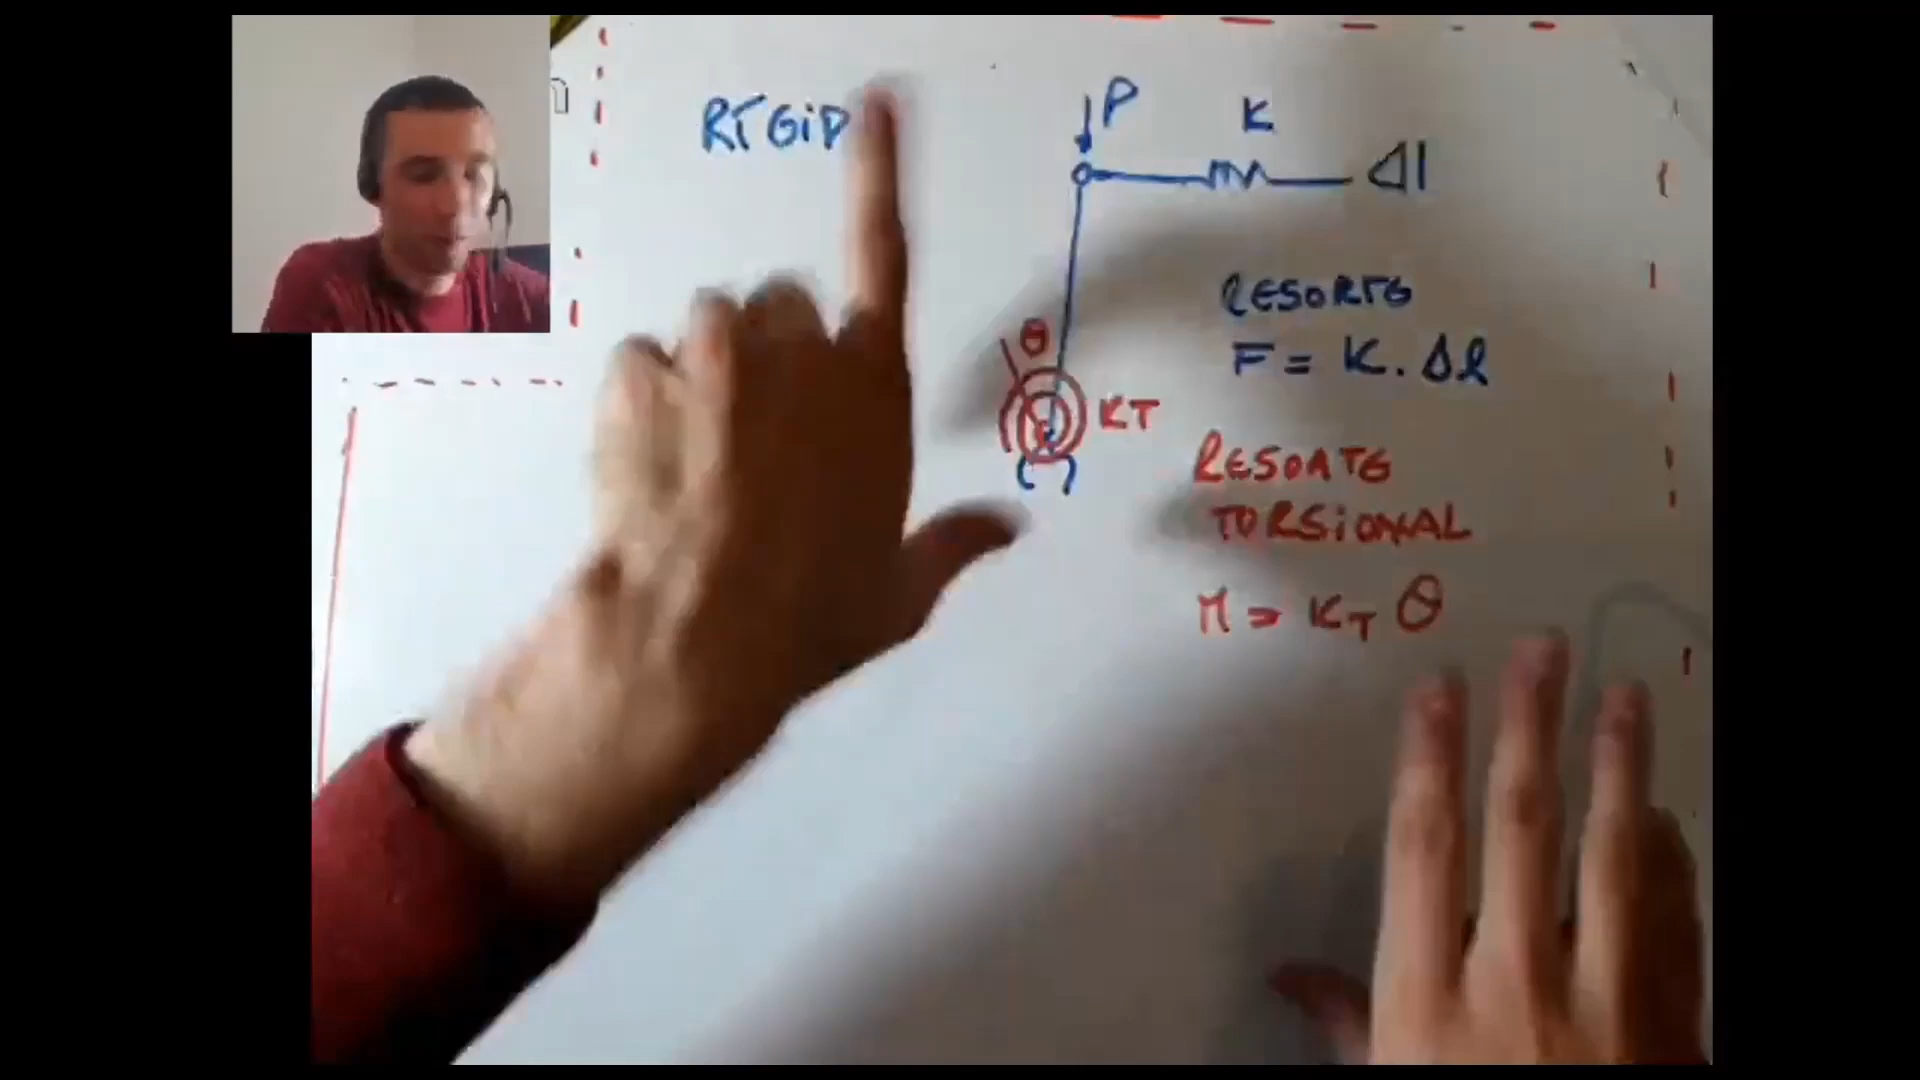 RIGID
P
K
Δl
RESORTE
F = K. Δl
θ
KT
RESORTE
TORSIONAL
M = KT θ